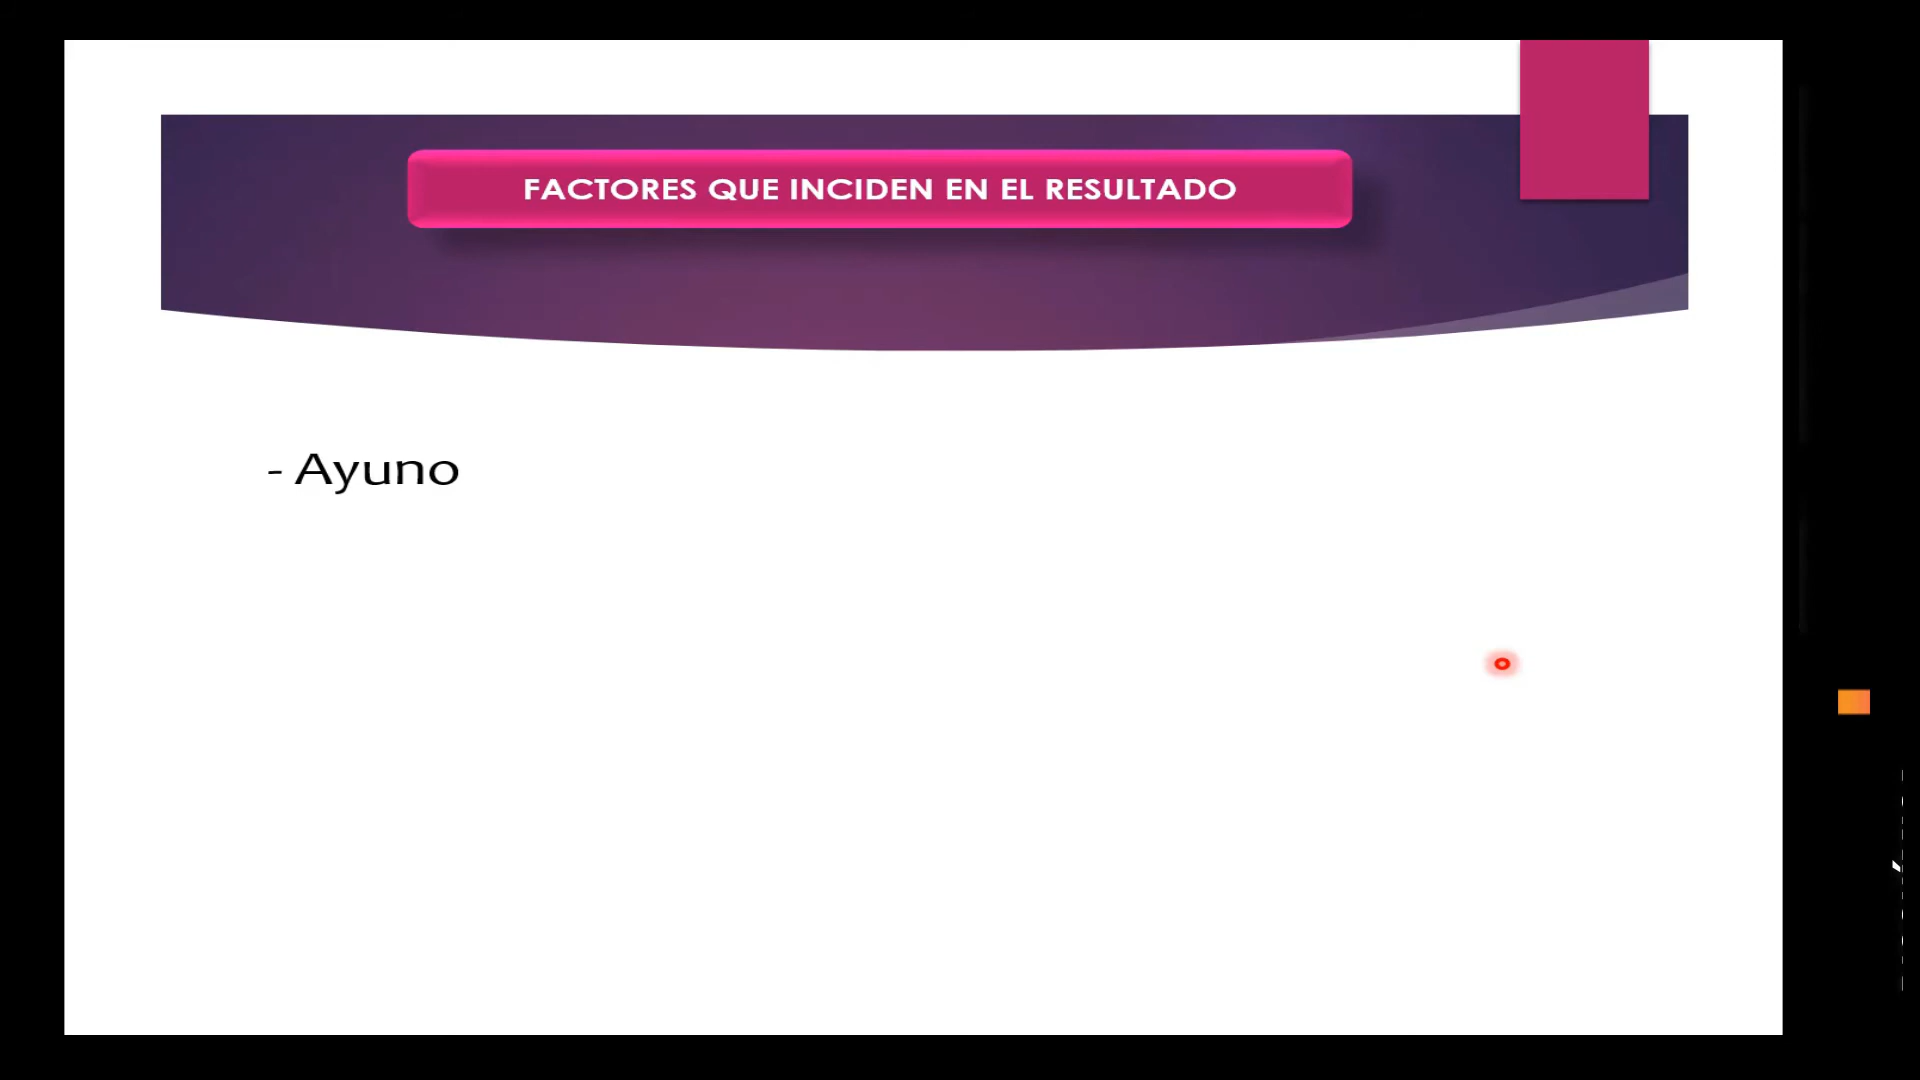 FACTORES QUE INCIDEN EN EL RESULTADO
- Ayuno